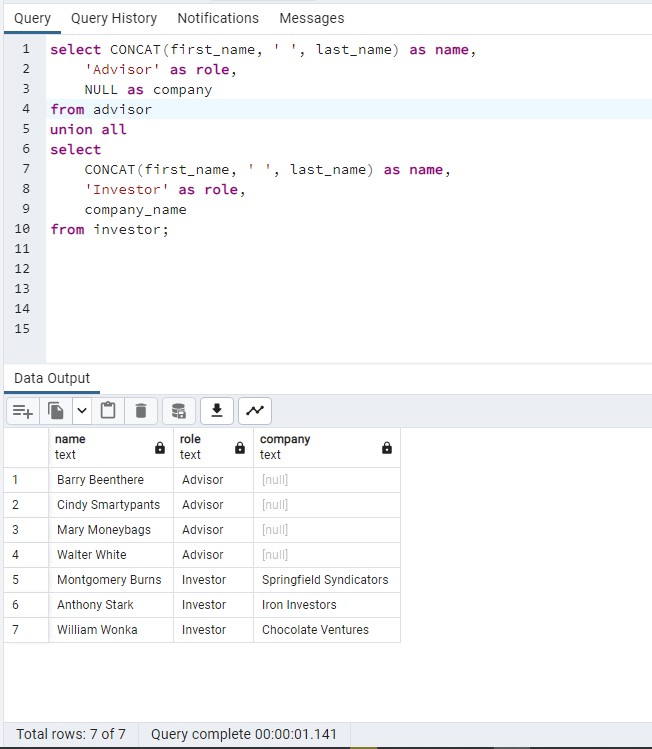 Query Query History Notifications Messages
1 select CONCAT(first_name, ' ', last_name) as name,
2 'Advisor' as role,
3 NULL as company
4 from advisor
5 union all
6 select
7 CONCAT(first_name, ' ', last_name) as name,
8 'Investor' as role,
9 company_name
10 from investor;
11
12
13
14
15
Data Output
name role company
text text text
1 Barry Beenthere Advisor [null]
2 Cindy Smartypants Advisor [null]
3 Mary Moneybags Advisor [null]
4 Walter White Advisor [null]
5 Montgomery Burns Investor Springfield Syndicators
6 Anthony Stark Investor Iron Investors
7 William Wonka Investor Chocolate Ventures
Total rows: 7 of 7 Query complete 00:00:01.141